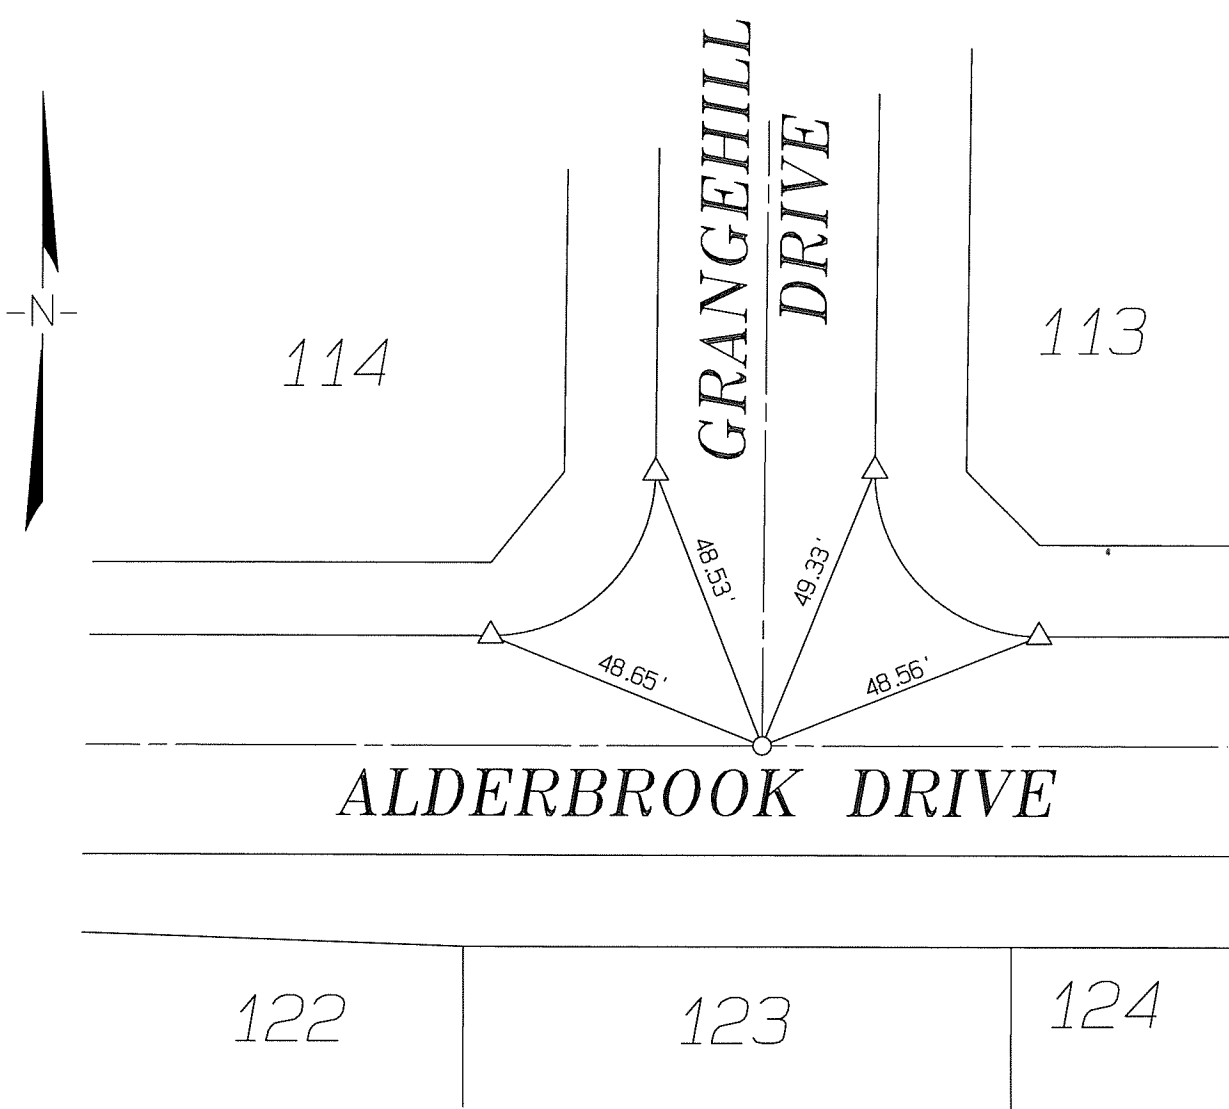 GRANGEHILL
DRIVE
-N-
114
113
48.53'
49.33'
48.65'
48.56'
ALDERBROOK DRIVE
122
123
124